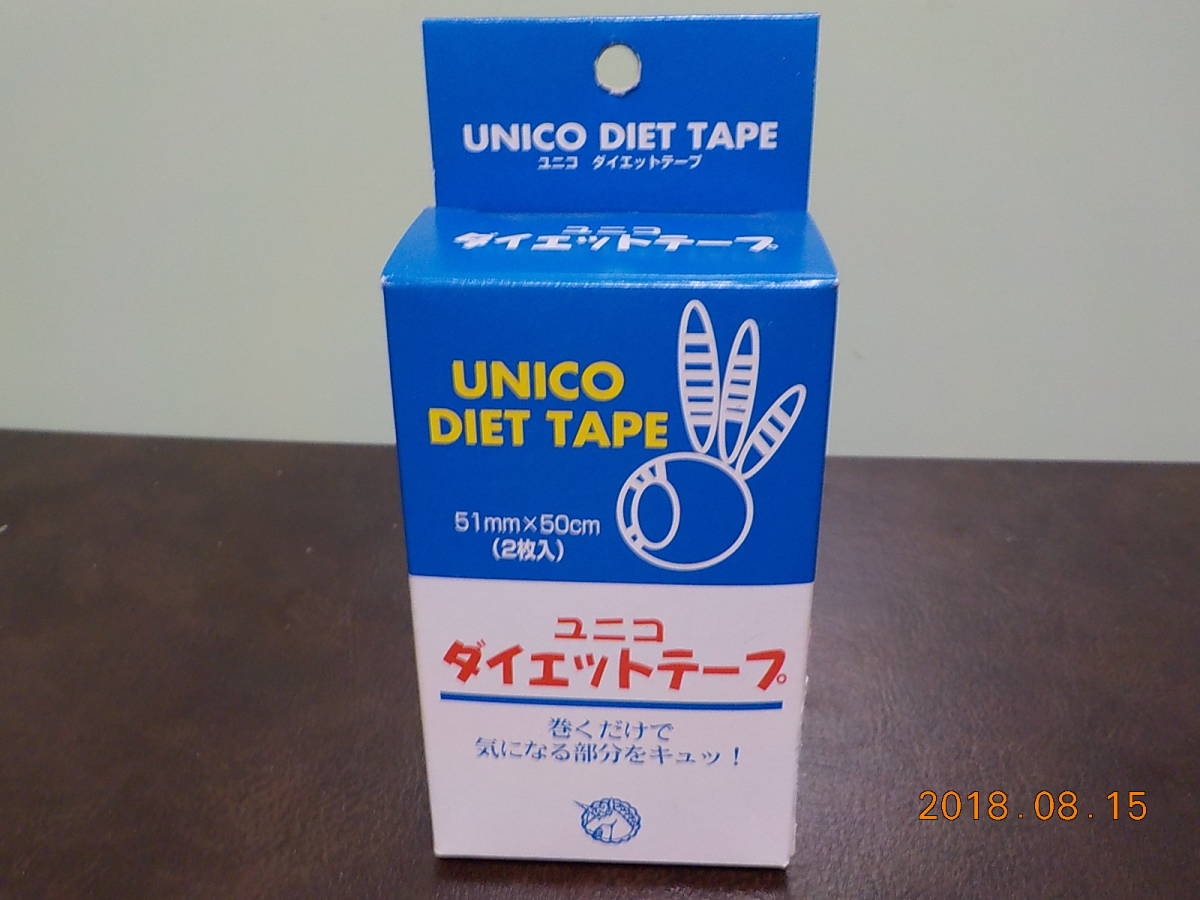 UNICO DIET TAPE
ユニコ ダイエットテープ
ユニコ
ダイエットテープ
UNICO
DIET TAPE
51mm×50cm
(2枚入)
ユニコ
ダイエットテープ
巻くだけで
気になる部分をキュッ!
2018.08.15